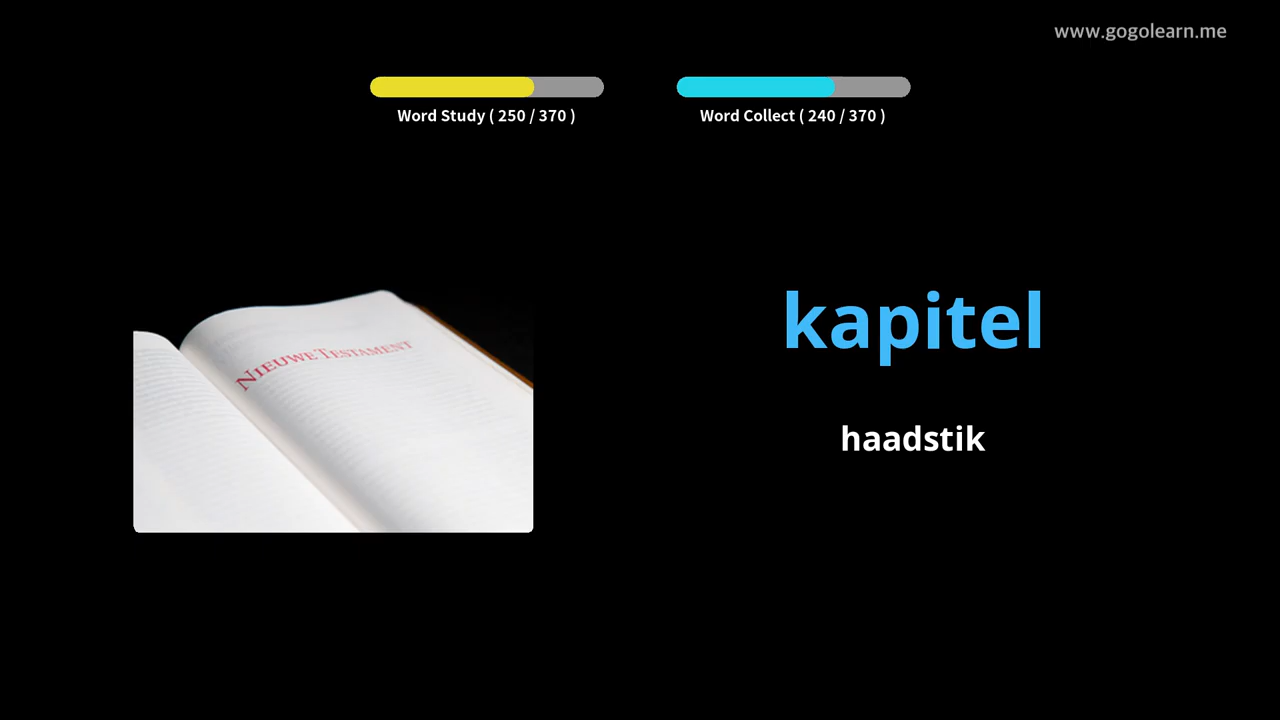 www.gogolearn.me
Word Study ( 250 / 370 )
Word Collect ( 240 / 370 )
kapitel
haadstik
NIEUWE TESTAMENT